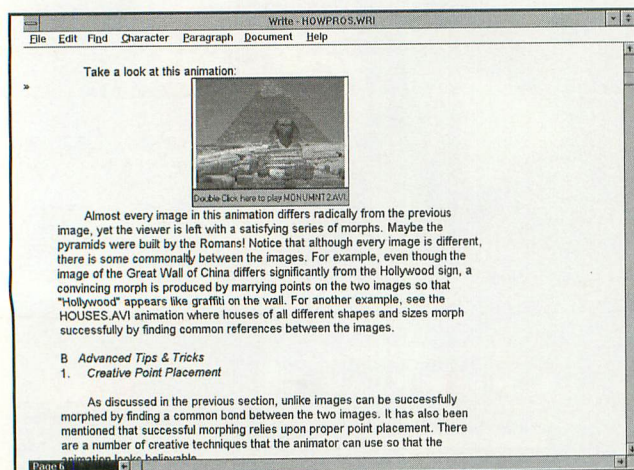 Write - HOWPROS.WRI
File Edit Find Character Paragraph Document Help
Take a look at this animation:
»
Double-Click here to play MONUMNT2.AVI.
Almost every image in this animation differs radically from the previous
image, yet the viewer is left with a satisfying series of morphs. Maybe the
pyramids were built by the Romans! Notice that although every image is different,
there is some commonalty between the images. For example, even though the
image of the Great Wall of China differs significantly from the Hollywood sign, a
convincing morph is produced by marrying points on the two images so that
"Hollywood" appears like graffiti on the wall. For another example, see the
HOUSES.AVI animation where houses of all different shapes and sizes morph
successfully by finding common references between the images.
B Advanced Tips & Tricks
1. Creative Point Placement
As discussed in the previous section, unlike images can be successfully
morphed by finding a common bond between the two images. It has also been
mentioned that successful morphing relies upon proper point placement. There
are a number of creative techniques that the animator can use so that the
animation looks believable.
Page 6